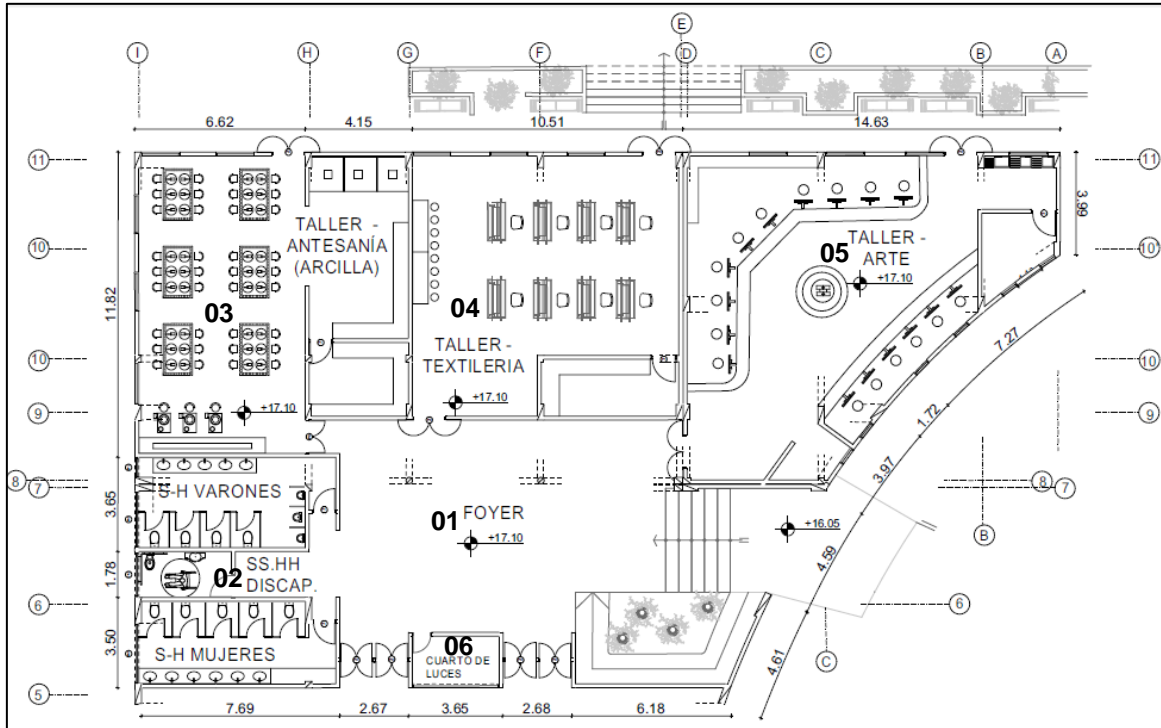 E
I
H
G
F
D
C
B
A
6.62
4.15
10.51
14.63
11
11
3.99
TALLER -
ANTESANÍA
(ARCILLA)
05
TALLER -
ARTE
+17.10
10
10'
11.82
03
04
TALLER -
TEXTILERIA
+17.10
7.27
10
10
+17.10
9
9
1.72
8
7
S-H VARONES
3.97
8
7
3.65
01
FOYER
+17.10
+16.05
B
4.59
1.78
02
SS.HH
DISCAP.
6
6
3.50
S-H MUJERES
06
CUARTO DE
LUCES
C
4.61
5
7.69
2.67
3.65
2.68
6.18